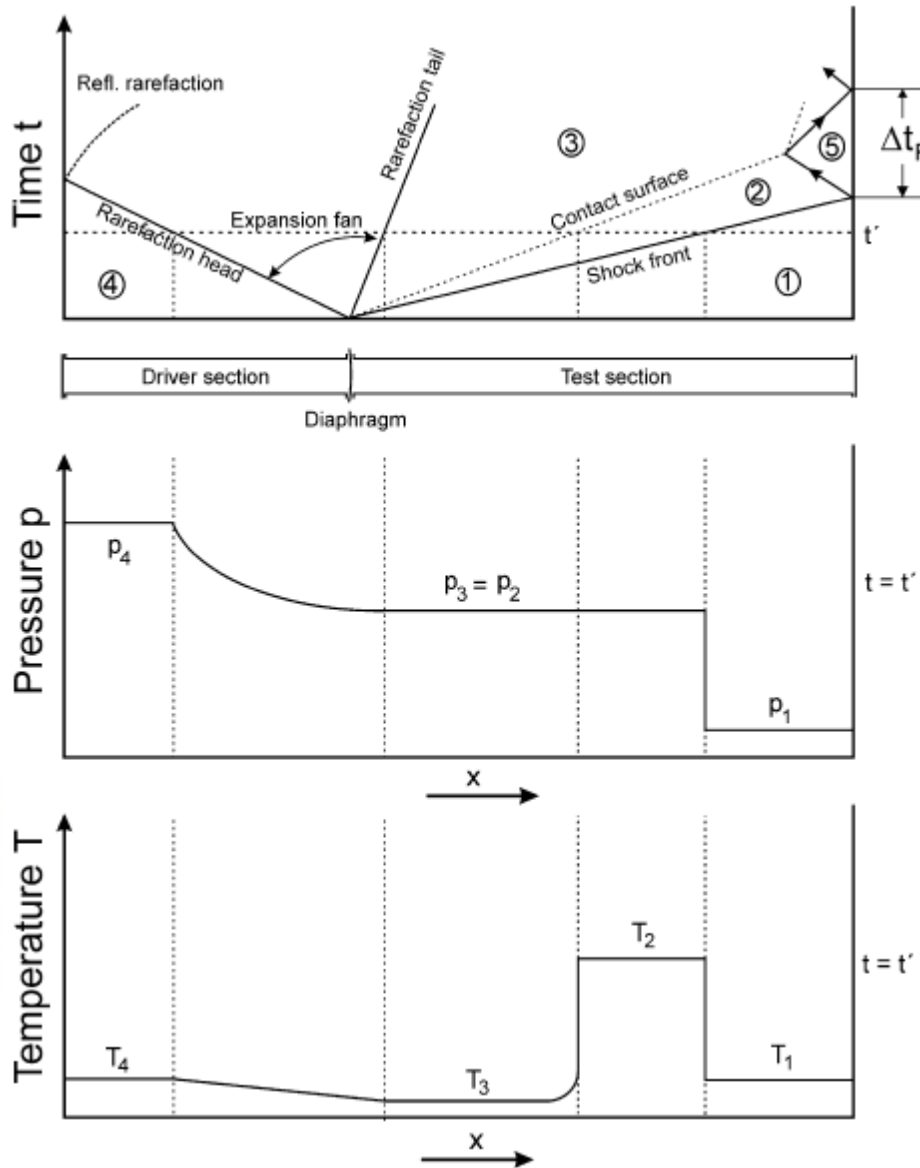 Time t
Refl. rarefaction
Rarefaction tail
③
⑤
Δt
Contact surface
②
Expansion fan
Rarefaction head
t´
Shock front
④
①
Driver section
Test section
Diaphragm
Pressure p
p4
p3 = p2
t = t´
p1
x
Temperature T
T2
t = t´
T4
T3
T1
x